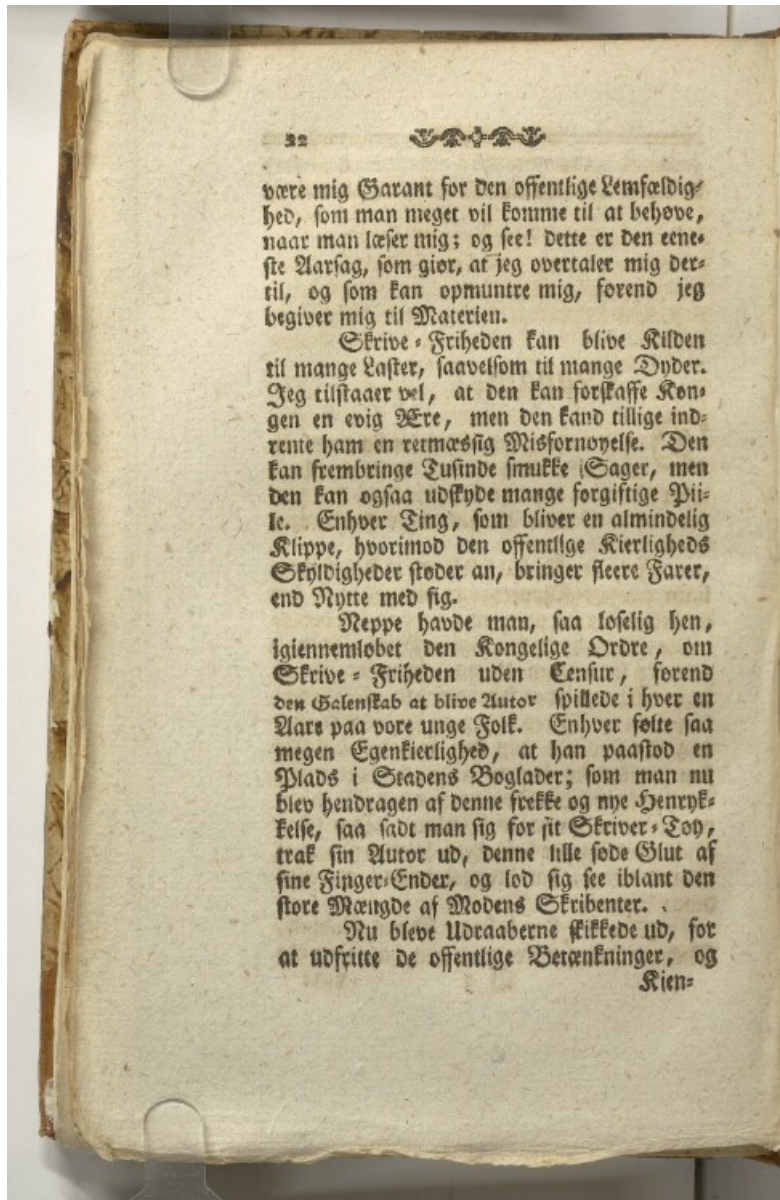 22
være mig Garant for den offentlige Lemfældig-
hed, som man meget vil komme til at behøve,
naar man læser mig; og see! dette er den eene-
ste Aarsag, som giør, at jeg overtaler mig der-
til, og som kan opmuntre mig, førend jeg
begiver mig til Materien.
Skrive-Friheden kan blive Kilden
til mange Laster, saavelsom til mange Dyder.
Jeg tilstaaer vel, at den kan forskaffe Kon-
gen en evig Ære, men den kand tillige ind-
rente ham en retmæssig Misfornøyelse. Den
kan frembringe Tusinde smukke Sager, men
den kan ogsaa udskyde mange forgiftige Pii-
le. Enhver Ting, som bliver en almindelig
Klippe, hvorimod den offentlige Kierligheds
Skyldigheder støder an, bringer fleere Farer,
end Nytte med sig.
Neppe havde man, saa løselig hen,
igiennemløbet den Kongelige Ordre, om
Skrive-Friheden uden Censur, førend
den Galenskab at blive Autor spillede i hver en
Aare paa vore unge Folk. Enhver følte saa
megen Egenkierlighed, at han paastod en
Plads i Stadens Boglader; som man nu
blev hendragen af denne frekke og nye Henryk-
kelse, saa sadt man sig for sit Skriver-Tøy,
trak sin Autor ud, denne lille søde Glut af
sine Finger-Ender, og lod sig see iblant den
store Mængde af Modens Skribenter.
Nu bleve Udraaberne skikkede ud, for
at udfritte de offentlige Betænkninger, og
Kien-